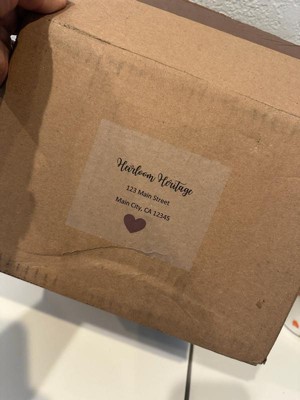 Heirloom Heritage
123 Main Street
Main City, CA 12345